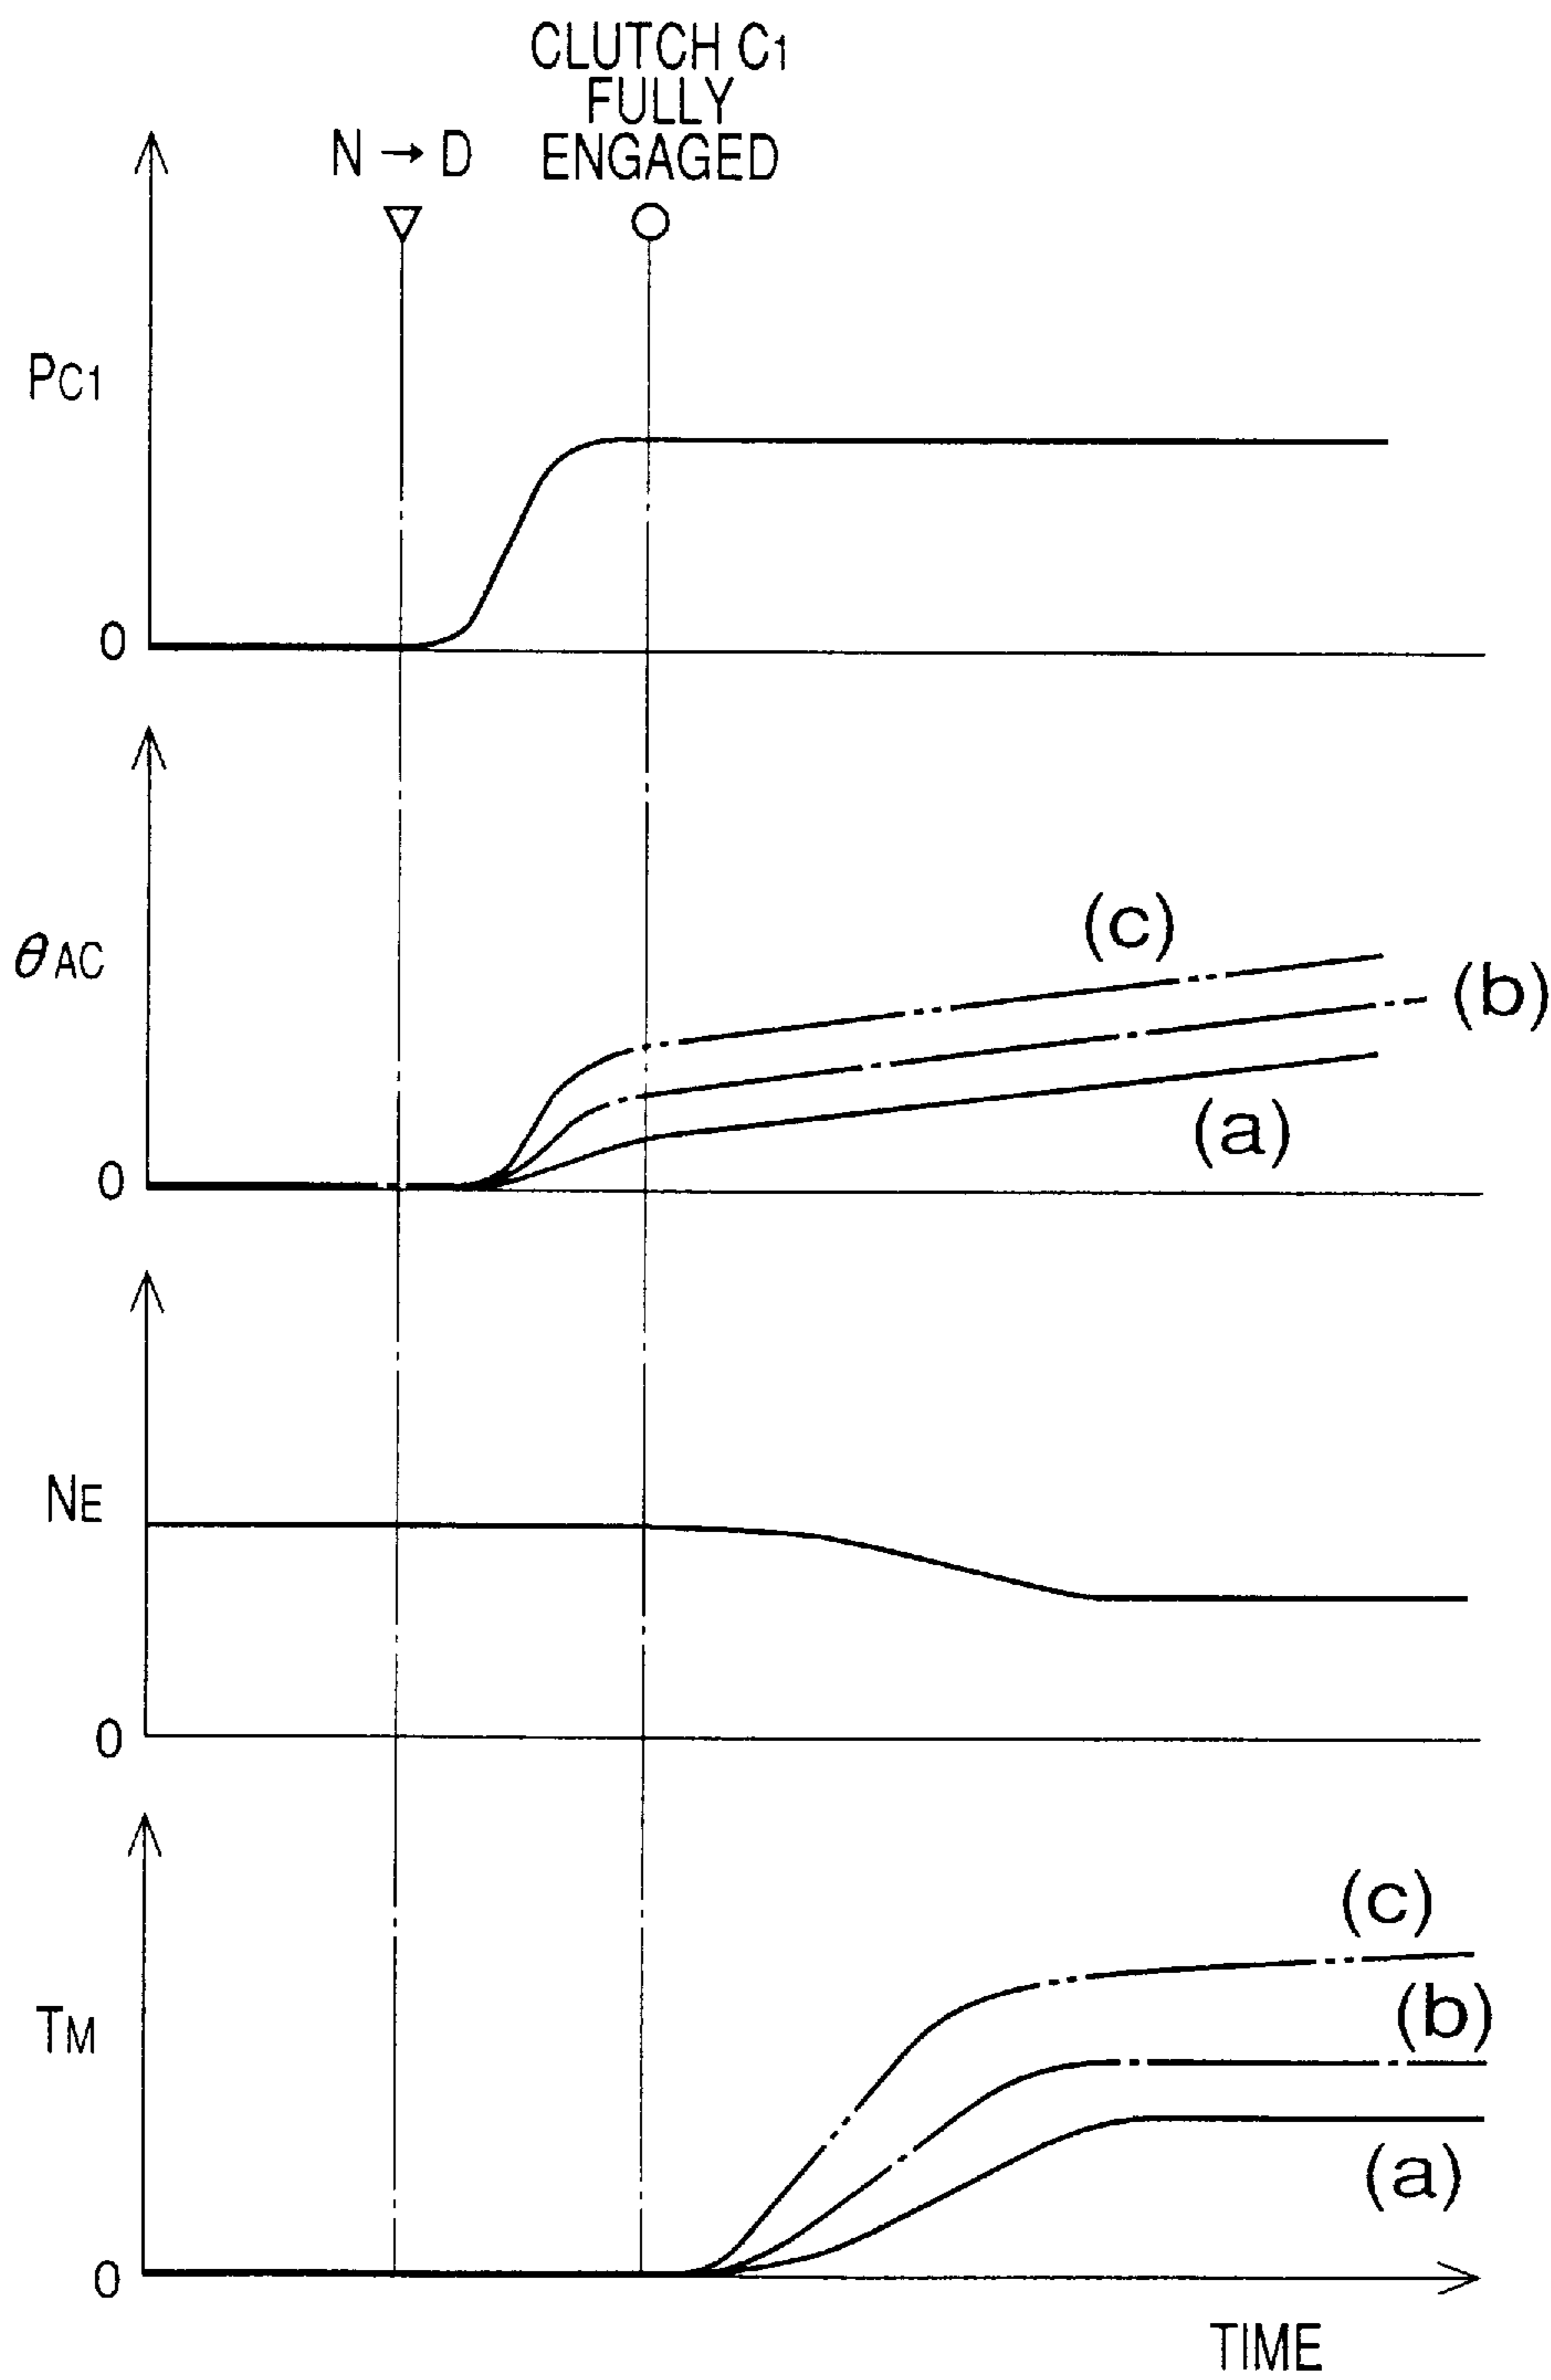 CLUTCH C1
FULLY
ENGAGED
N → D
PC1
0
θAC
(c)
(b)
(a)
0
NE
0
TM
(c)
(b)
(a)
0
TIME